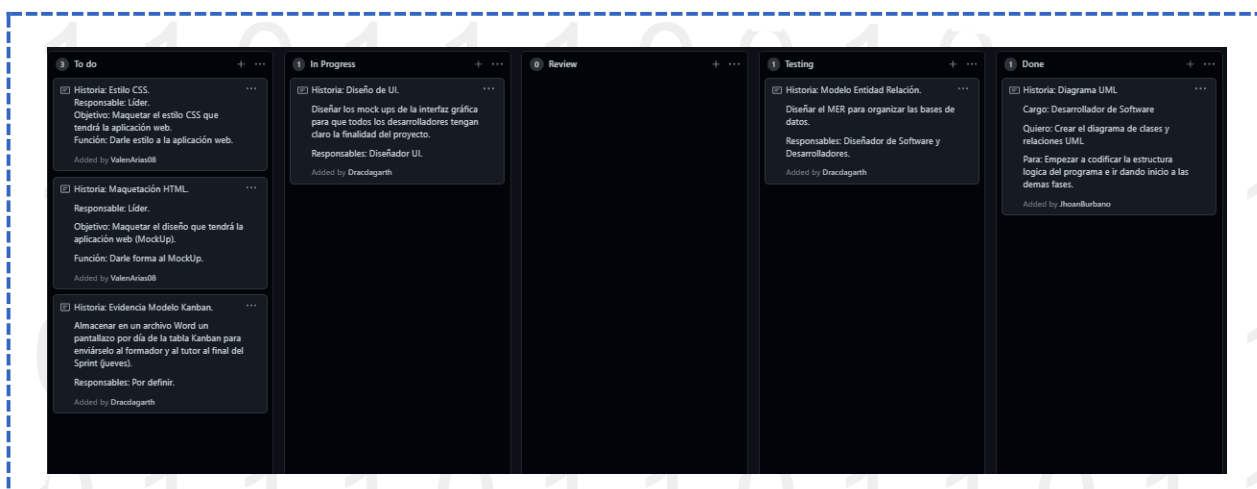 3 To do
Historia: Estilo CSS.
Responsable: Líder.
Objetivo: Maquetar el estilo CSS que
tendrá la aplicación web.
Función: Darle estilo a la aplicación web.
Added by ValenArias08
Historia: Maquetación HTML.
Responsable: Líder.
Objetivo: Maquetar el diseño que tendrá la
aplicación web (MockUp).
Función: Darle forma al MockUp.
Added by ValenArias08
Historia: Evidencia Modelo Kanban.
Almacenar en un archivo Word un
pantallazo por día de la tabla Kanban para
enviárselo al formador y al tutor al final del
Sprint (jueves).
Responsables: Por definir.
Added by Dracdagarth
1 In Progress
Historia: Diseño de UI.
Diseñar los mock ups de la interfaz gráfica
para que todos los desarrolladores tengan
claro la finalidad del proyecto.
Responsables: Diseñador UI.
Added by Dracdagarth
0 Review
1 Testing
Historia: Modelo Entidad Relación.
Diseñar el MER para organizar las bases de
datos.
Responsables: Diseñador de Software y
Desarrolladores.
Added by Dracdagarth
1 Done
Historia: Diagrama UML
Cargo: Desarrollador de Software
Quiero: Crear el diagrama de clases y
relaciones UML
Para: Empezar a codificar la estructura
logica del programa e ir dando inicio a las
demas fases.
Added by JhoanBurbano